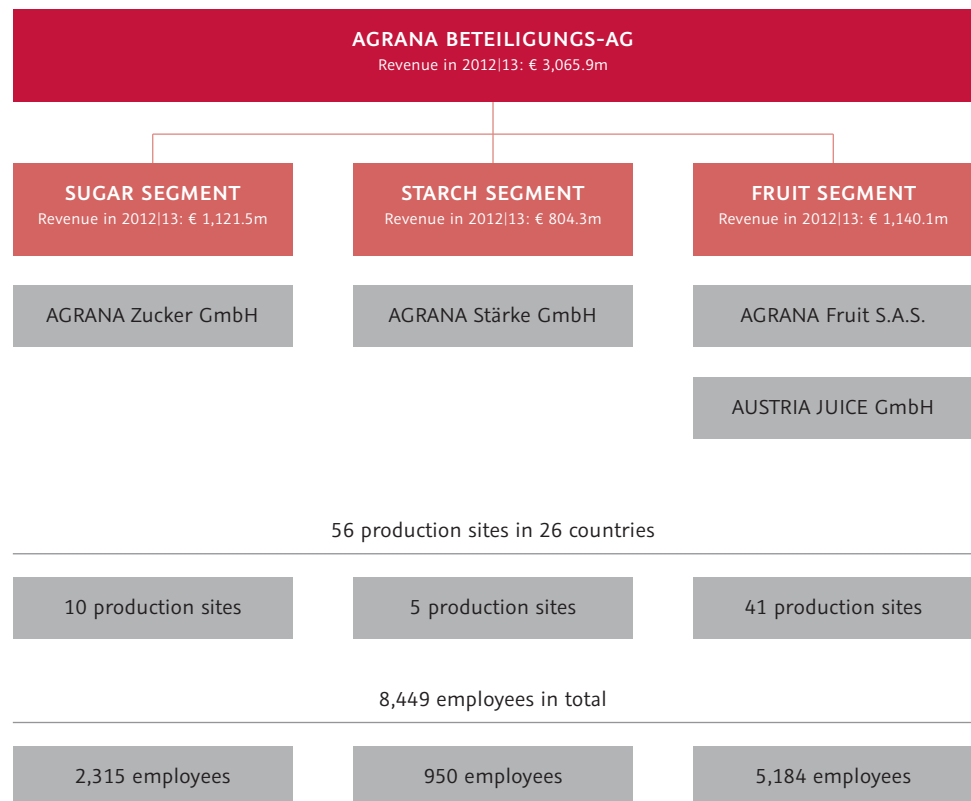 AGRANA BETEILIGUNGS-AG
Revenue in 2012|13: € 3,065.9m
SUGAR SEGMENT
Revenue in 2012|13: € 1,121.5m
STARCH SEGMENT
Revenue in 2012|13: € 804.3m
FRUIT SEGMENT
Revenue in 2012|13: € 1,140.1m
AGRANA Zucker GmbH
AGRANA Stärke GmbH
AGRANA Fruit S.A.S.
AUSTRIA JUICE GmbH
56 production sites in 26 countries
10 production sites
5 production sites
41 production sites
8,449 employees in total
2,315 employees
950 employees
5,184 employees